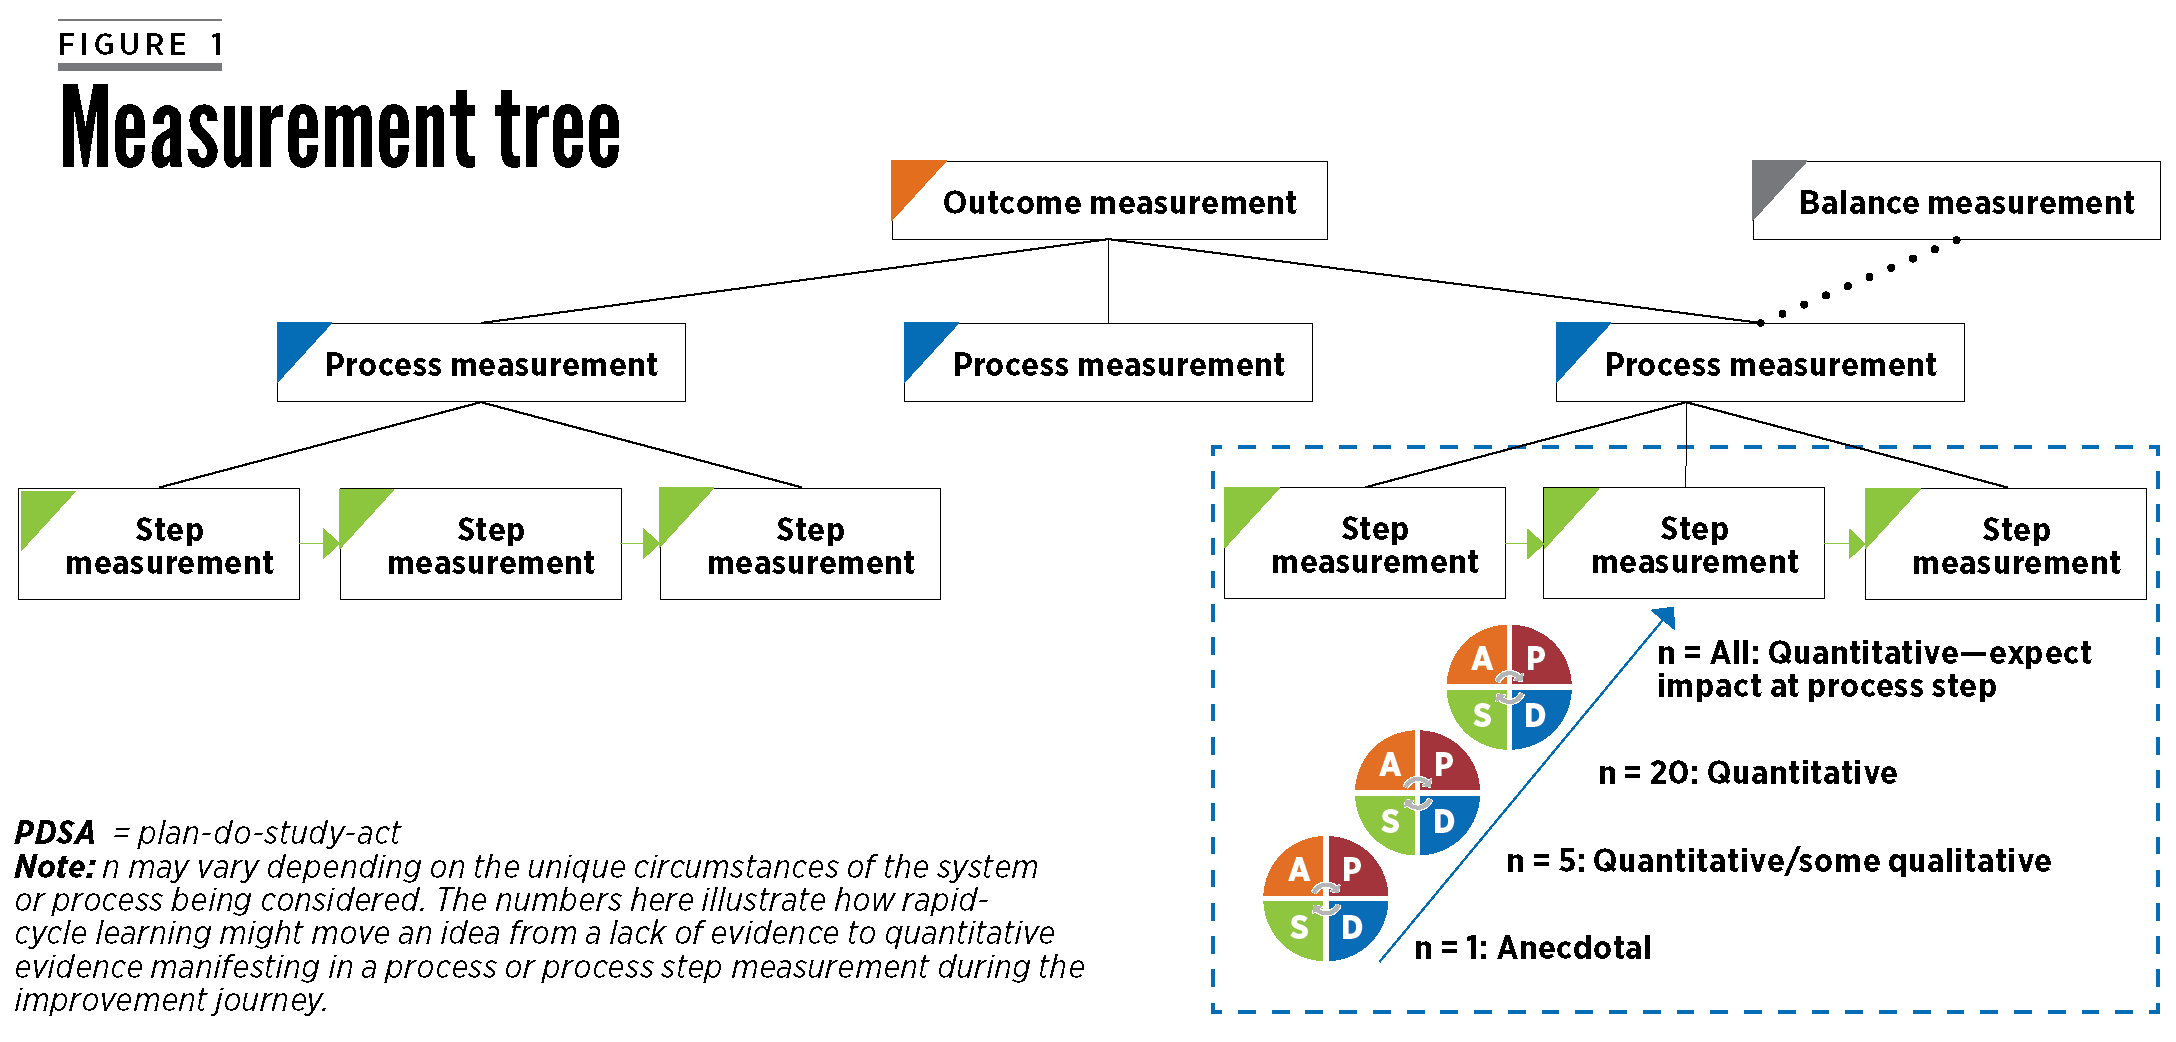 FIGURE 1
Measurement tree
Outcome measurement
Balance measurement
Process measurement
Process measurement
Process measurement
Step
measurement
Step
measurement
Step
measurement
Step
measurement
Step
measurement
Step
measurement
A P
S D
n = All: Quantitative—expect
impact at process step
A P
S D
n = 20: Quantitative
A P
S D
n = 5: Quantitative/some qualitative
n = 1: Anecdotal
PDSA = plan-do-study-act
Note: n may vary depending on the unique circumstances of the system
or process being considered. The numbers here illustrate how rapid-
cycle learning might move an idea from a lack of evidence to quantitative
evidence manifesting in a process or process step measurement during the
improvement journey.